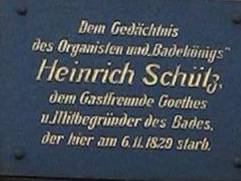 Dem Gedächtnis
des Organisten und „Badekönigs"
Heinrich Schütz,
dem Gastfreunde Goethes
u. Mitbegründer des Bades,
der hier am 6.11.1829 starb.